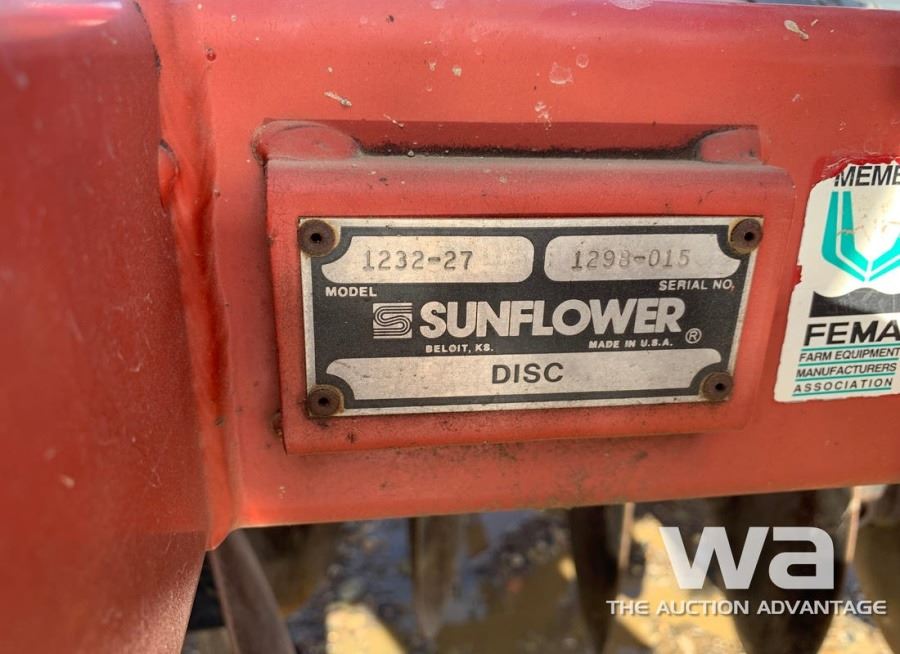 1232-27 1298-015
MODEL SERIAL NO.
SUNFLOWER ®
BELOIT, KS. MADE IN U.S.A.
DISC
MEMB
FEMA
FARM EQUIPMENT
MANUFACTURERS
ASSOCIATION
wa
THE AUCTION ADVANTAGE